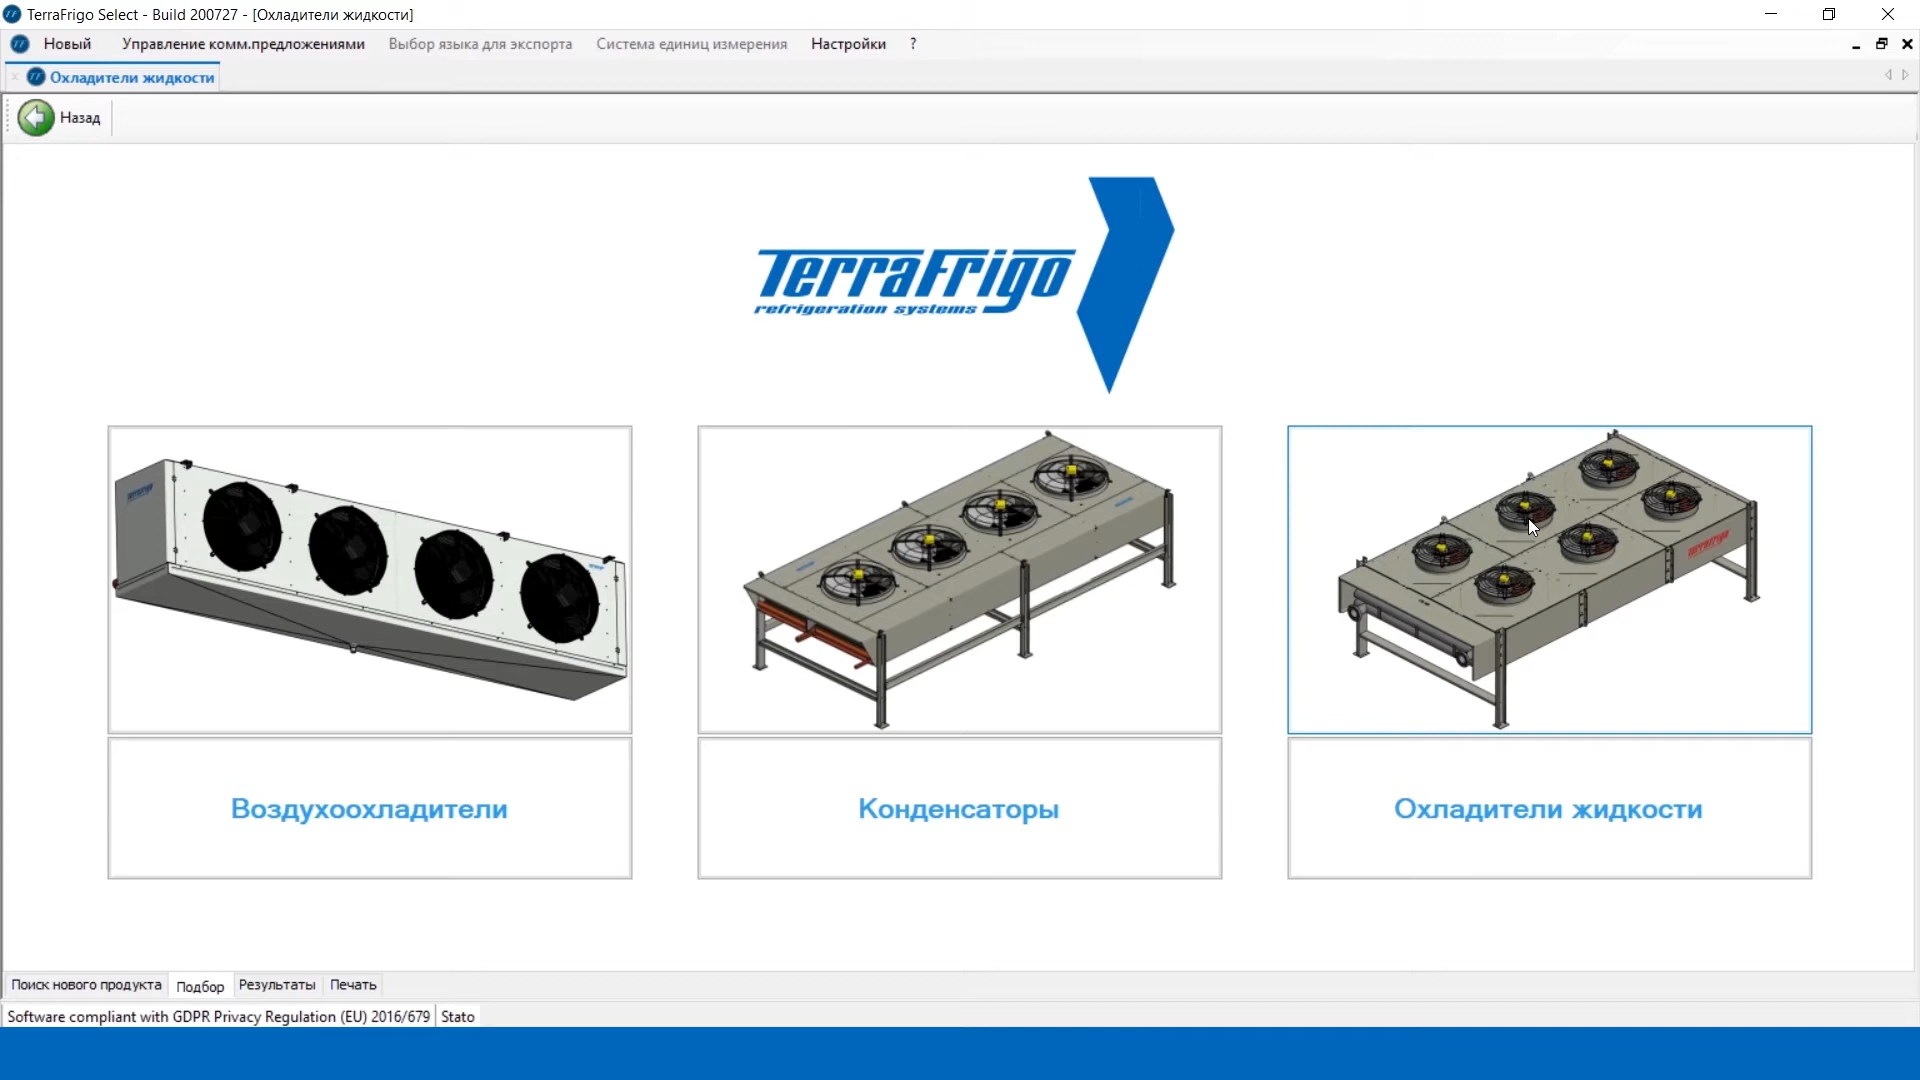 TerraFrigo Select - Build 200727 - [Охладители жидкости]
Новый Управление комм.предложениями Выбор языка для экспорта Система единиц измерения Настройки ?
Охладители жидкости
Назад
TerraFrigo
refrigeration systems
Воздухоохладители
Конденсаторы
Охладители жидкости
Поиск нового продукта Подбор Результаты Печать
Software compliant with GDPR Privacy Regulation (EU) 2016/679 Stato